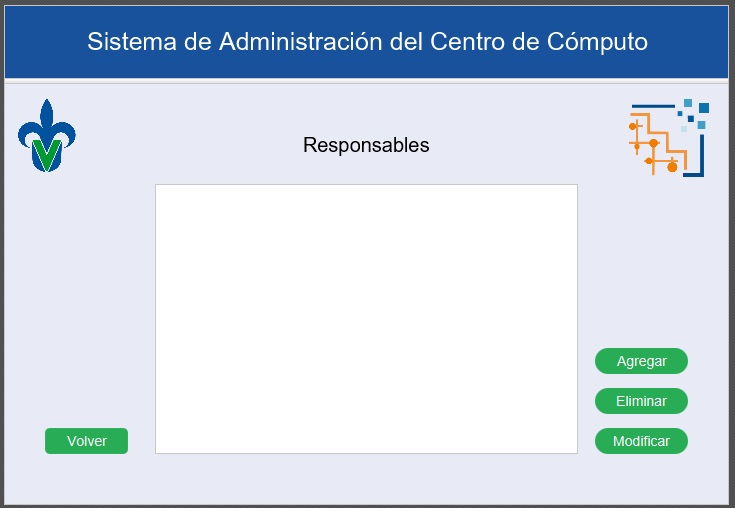 Sistema de Administración del Centro de Cómputo
Responsables
Agregar
Eliminar
Volver
Modificar